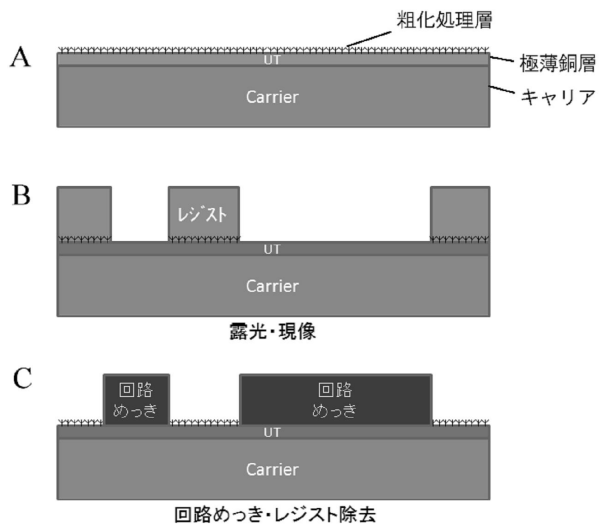 粗化処理層
A
UT
極薄銅層
Carrier
キャリア
B
レジスト
UT
Carrier
露光・現像
C
回路
めっき
回路
めっき
UT
Carrier
回路めっき・レジスト除去